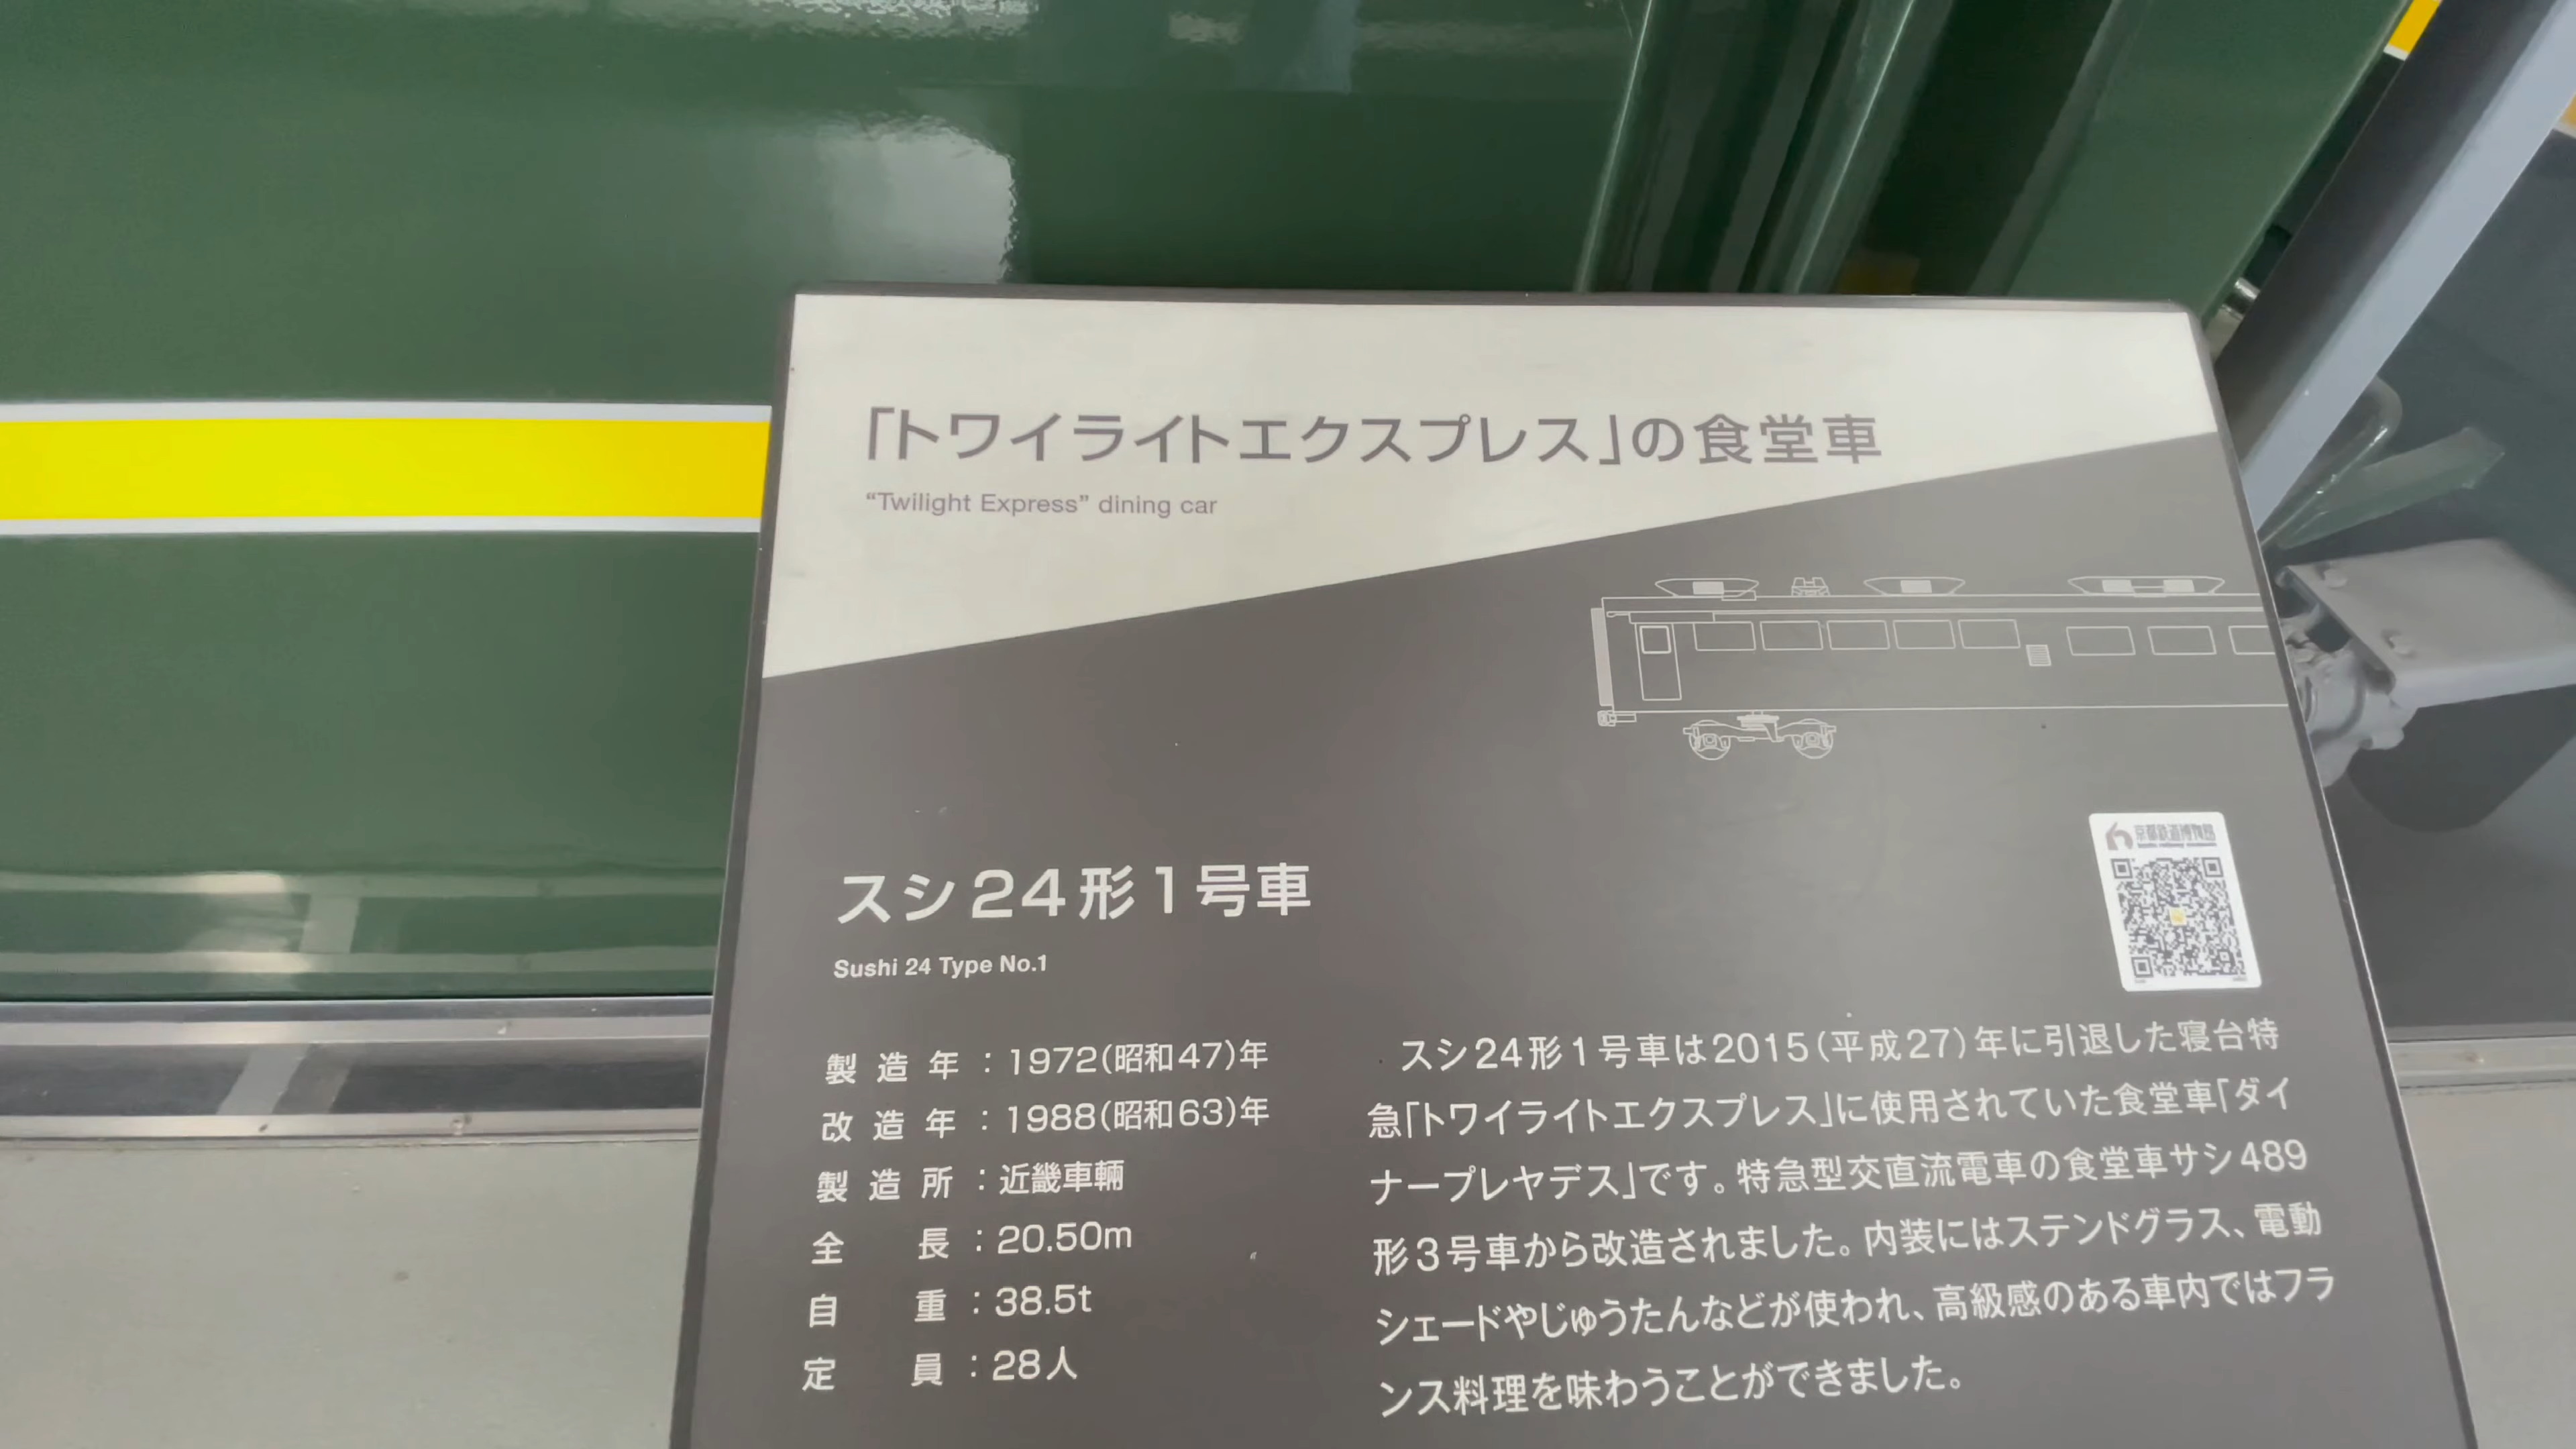 「トワイライトエクスプレス」の食堂車
“Twilight Express” dining car
京都鉄道博物館
スシ24形1号車
Sushi 24 Type No.1
製造年：1972(昭和47)年
改造年：1988(昭和63)年
製造所：近畿車輛
全長：20.50m
自重：38.5t
定員：28人
スシ24形1号車は2015(平成27)年に引退した寝台特
急「トワイライトエクスプレス」に使用されていた食堂車「ダイ
ナープレヤデス」です。特急型交直流電車の食堂車サシ489
形3号車から改造されました。内装にはステンドグラス、電動
シェードやじゅうたんなどが使われ、高級感のある車内ではフラ
ンス料理を味わうことができました。